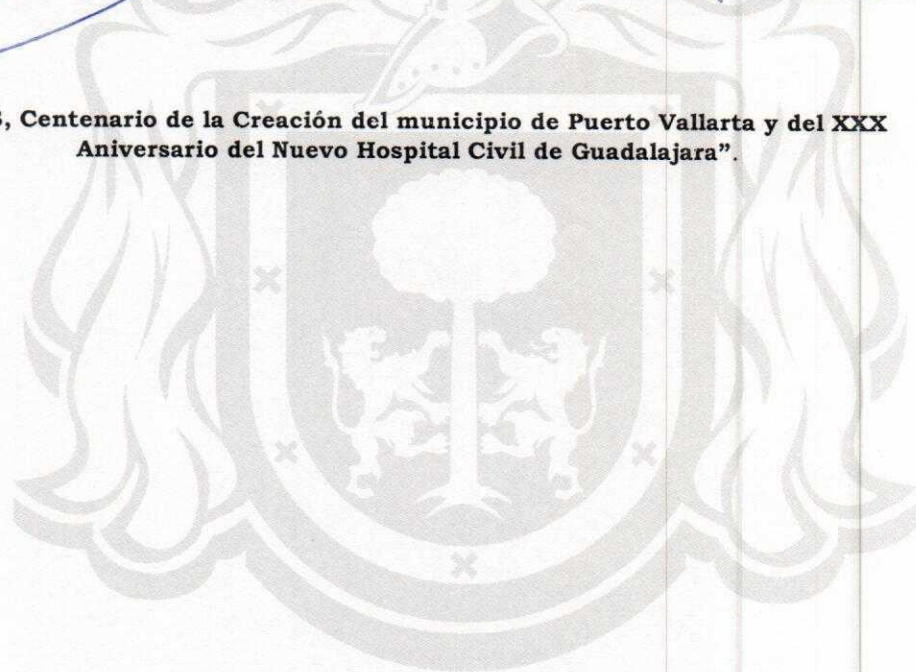 , Centenario de la Creación del municipio de Puerto Vallarta y del XXX
Aniversario del Nuevo Hospital Civil de Guadalajara”.